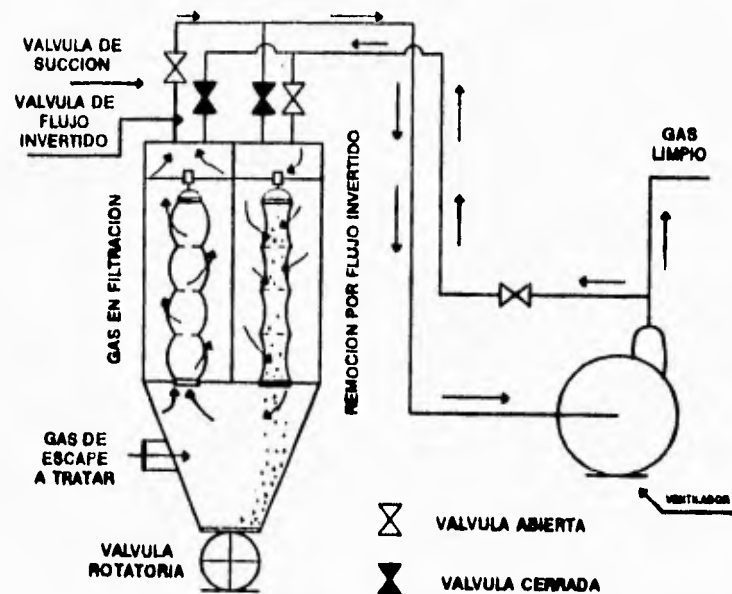 VALVULA DE
SUCCION
VALVULA DE
FLUJO
INVERTIDO
GAS
LIMPIO
GAS EN FILTRACION
REMOCION POR FLUJO INVERTIDO
GAS DE
ESCAPE
A TRATAR
VENTILADOR
VALVULA ABIERTA
VALVULA
ROTATORIA
VALVULA CERRADA